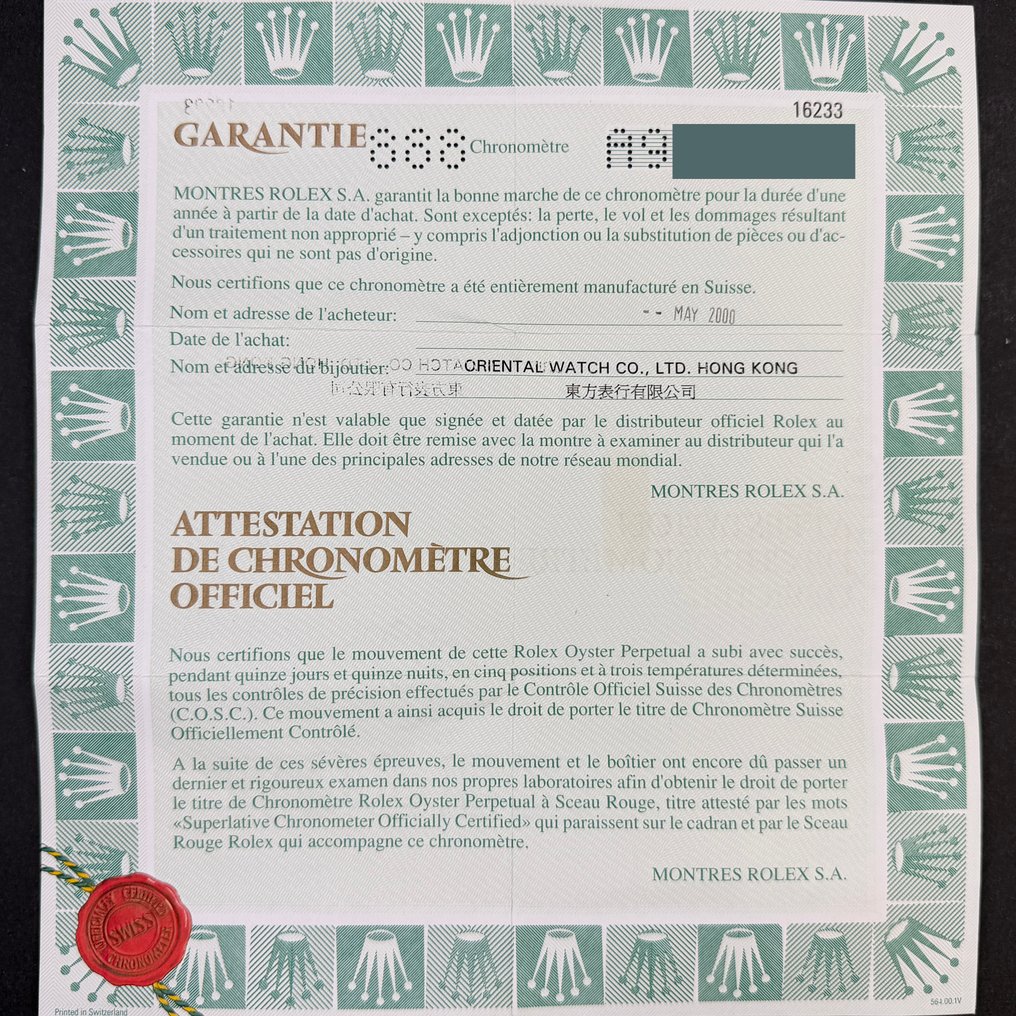 16233
GARANTIE 888 Chronomètre A9
MONTRES ROLEX S.A. garantit la bonne marche de ce chronomètre pour la durée d'une
année à partir de la date d'achat. Sont exceptés: la perte, le vol et les dommages résultant
d'un traitement non approprié – y compris l'adjonction ou la substitution de pièces ou d'ac-
cessoires qui ne sont pas d'origine.
Nous certifions que ce chronomètre a été entièrement manufacturé en Suisse.
Nom et adresse de l'acheteur: -- MAY 2000
Date de l'achat:
Nom et adresse du bijoutier: ORIENTAL WATCH CO., LTD. HONG KONG
東方表行有限公司
Cette garantie n'est valable que signée et datée par le distributeur officiel Rolex au
moment de l'achat. Elle doit être remise avec la montre à examiner au distributeur qui l'a
vendue ou à l'une des principales adresses de notre réseau mondial.
MONTRES ROLEX S.A.
ATTESTATION
DE CHRONOMÈTRE
OFFICIEL
Nous certifions que le mouvement de cette Rolex Oyster Perpetual a subi avec succès,
pendant quinze jours et quinze nuits, en cinq positions et à trois températures déterminées,
tous les contrôles de précision effectués par le Contrôle Officiel Suisse des Chronomètres
(C.O.S.C.). Ce mouvement a ainsi acquis le droit de porter le titre de Chronomètre Suisse
Officiellement Contrôlé.
A la suite de ces sévères épreuves, le mouvement et le boîtier ont encore dû passer un
dernier et rigoureux examen dans nos propres laboratoires afin d'obtenir le droit de porter
le titre de Chronomètre Rolex Oyster Perpetual à Sceau Rouge, titre attesté par les mots
«Superlative Chronometer Officially Certified» qui paraissent sur le cadran et par le Sceau
Rouge Rolex qui accompagne ce chronomètre.
MONTRES ROLEX S.A.
OFFICIALLY CERTIFIED
SWISS
CHRONOMETER
Printed in Switzerland
564.00.1V